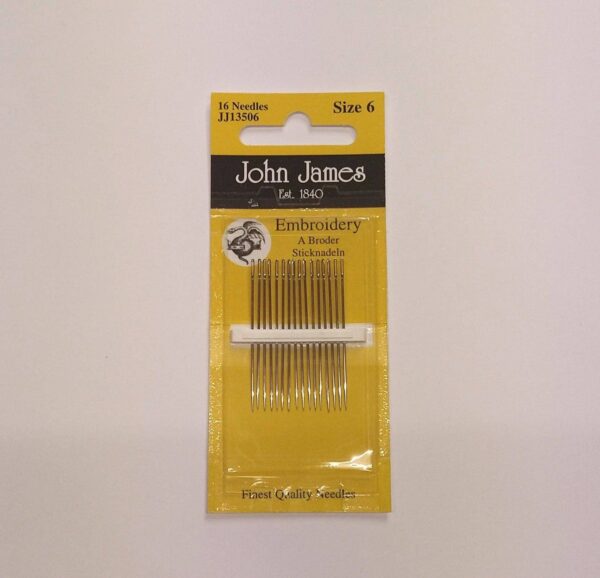 16 Needles
JJ13506
Size 6
John James
Est. 1840
Embroidery
A Broder
Sticknadeln
Finest Quality Needles